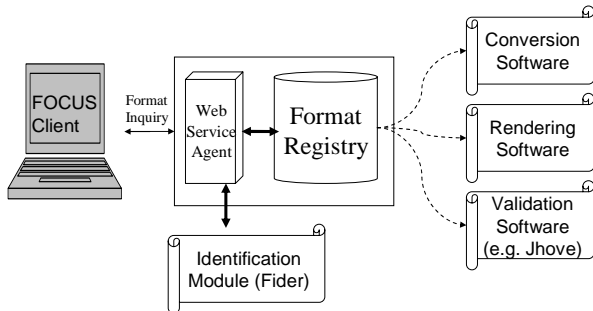 FOCUS
Client
Format
Inquiry
Web
Service
Agent
Format
Registry
Identification
Module (Fider)
Conversion
Software
Rendering
Software
Validation
Software
(e.g. Jhove)